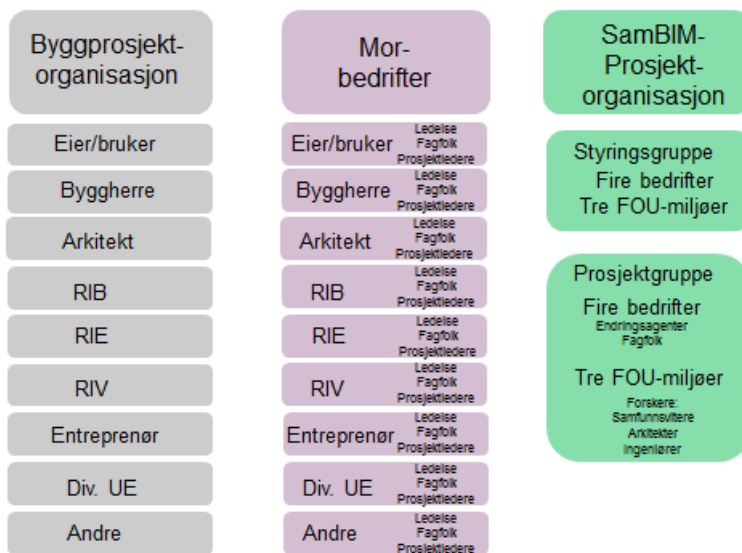 Byggprosjekt-
organisasjon
Eier/bruker
Byggherre
Arkitekt
RIB
RIE
RIV
Entreprenør
Div. UE
Andre
Mor-
bedrifter
Eier/bruker
Ledelse
Fagfolk
Prosjektledere
Byggherre
Ledelse
Fagfolk
Prosjektledere
Arkitekt
Ledelse
Fagfolk
Prosjektledere
RIB
Ledelse
Fagfolk
Prosjektledere
RIE
Ledelse
Fagfolk
Prosjektledere
RIV
Ledelse
Fagfolk
Prosjektledere
Entreprenør
Ledelse
Fagfolk
Prosjektledere
Div. UE
Ledelse
Fagfolk
Prosjektledere
Andre
Ledelse
Fagfolk
Prosjektledere
SamBIM-
Prosjekt-
organisasjon
Styringsgruppe
Fire bedrifter
Tre FOU-miljøer
Prosjektgruppe
Fire bedrifter
Endringsagenter
Fagfolk
Tre FOU-miljøer
Forskere:
Samfunnsvitere
Arkitekter
Ingeniører